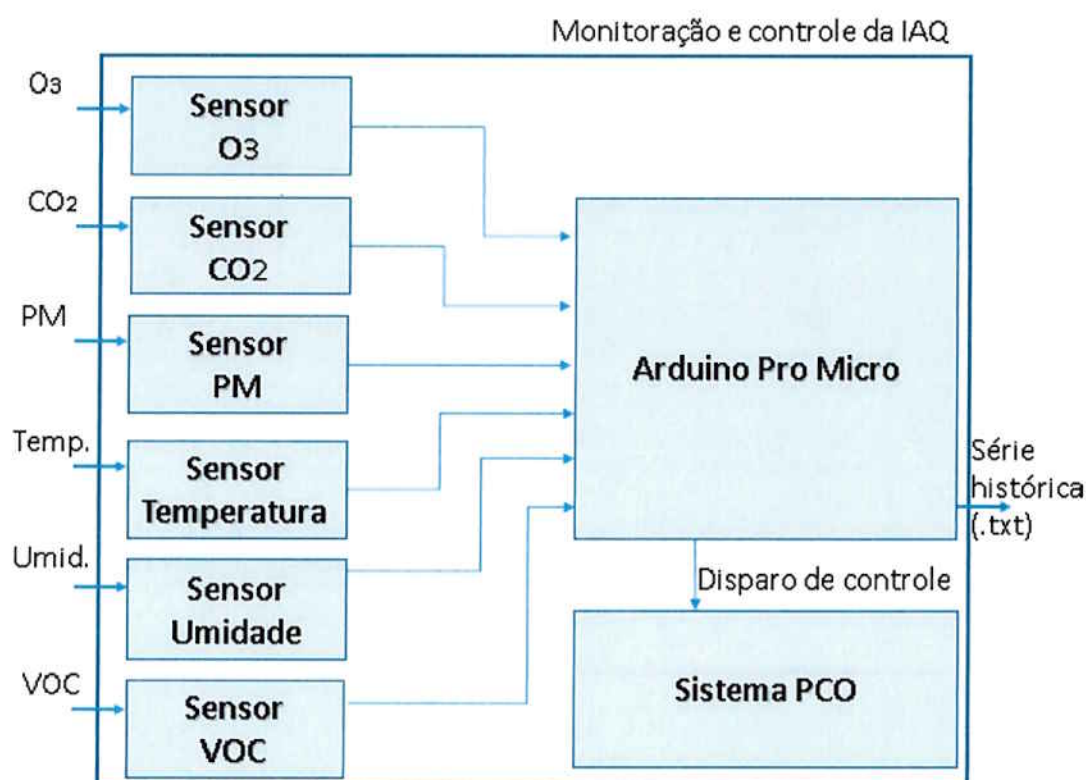 Monitoração e controle da IAQ
O3
Sensor
O3
CO2
Sensor
CO2
PM
Sensor
PM
Temp.
Sensor
Temperatura
Umid.
Sensor
Umidade
VOC
Sensor
VOC
Arduino Pro Micro
Série
histórica
(.txt)
Disparo de controle
Sistema PCO